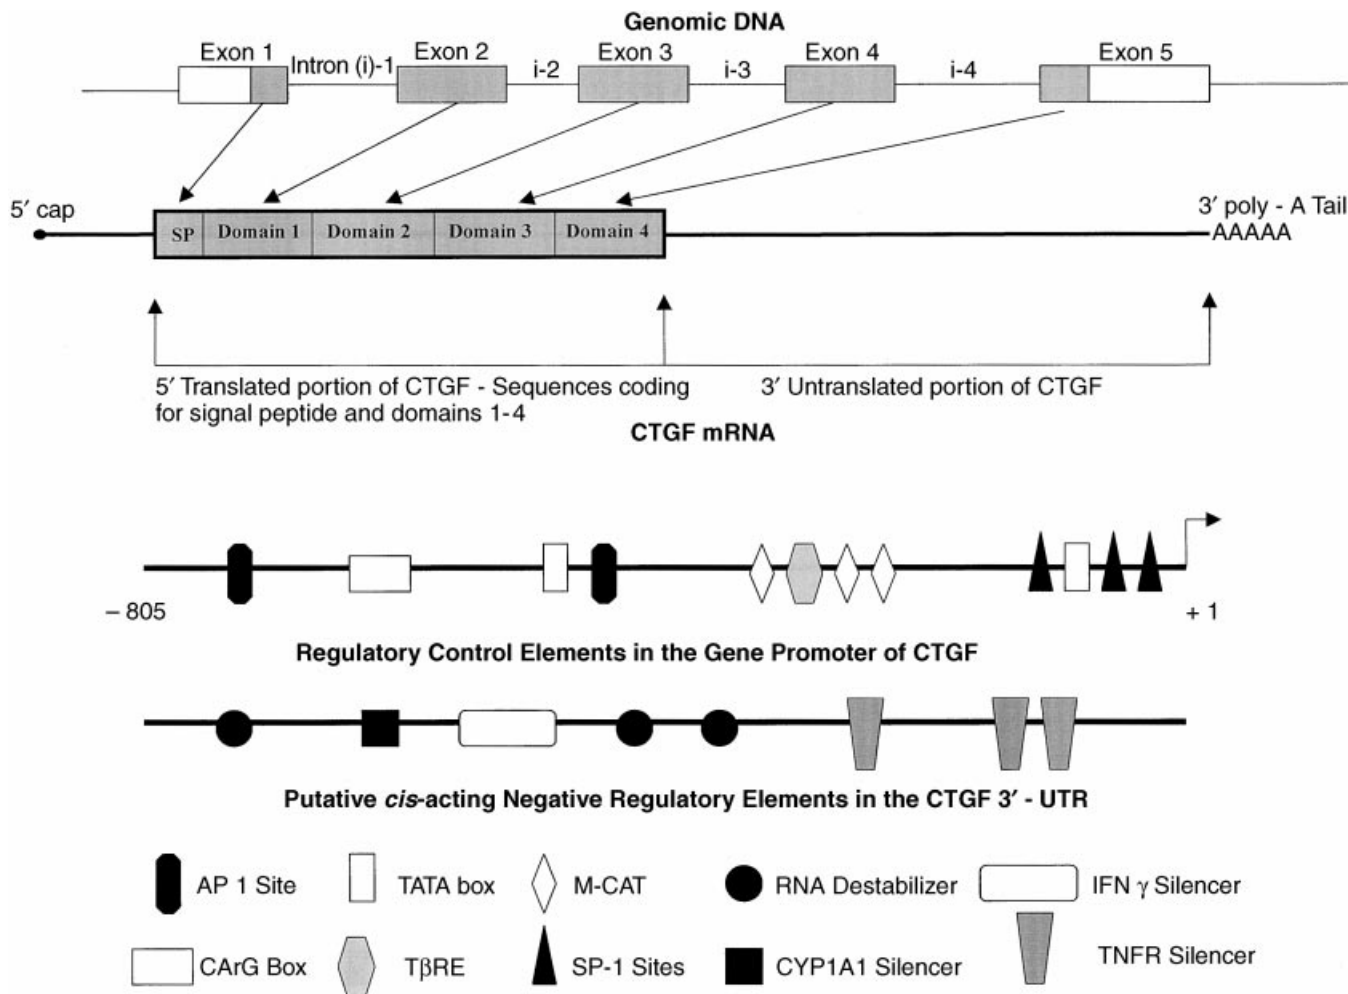 Genomic DNA
Exon 1
Intron (i)-1
Exon 2
i-2
Exon 3
i-3
Exon 4
i-4
Exon 5
5′ cap
SP
Domain 1
Domain 2
Domain 3
Domain 4
3′ poly - A Tail
AAAAA
5′ Translated portion of CTGF - Sequences coding
for signal peptide and domains 1-4
3′ Untranslated portion of CTGF
CTGF mRNA
– 805
+ 1
Regulatory Control Elements in the Gene Promoter of CTGF
Putative cis-acting Negative Regulatory Elements in the CTGF 3′ - UTR
AP 1 Site
TATA box
M-CAT
RNA Destabilizer
IFN γ Silencer
CArG Box
TβRE
SP-1 Sites
CYP1A1 Silencer
TNFR Silencer